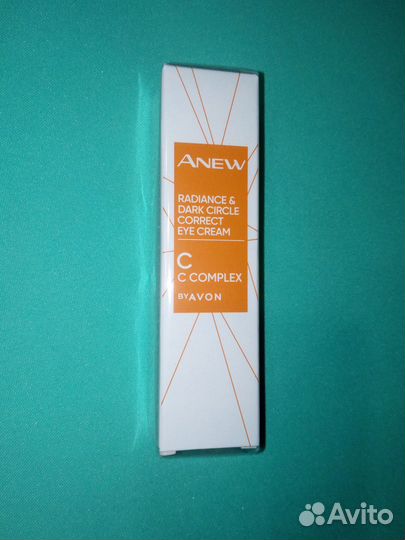 ANEW
RADIANCE &
DARK CIRCLE
CORRECT
EYE CREAM
C
C COMPLEX
BY AVON
Avito